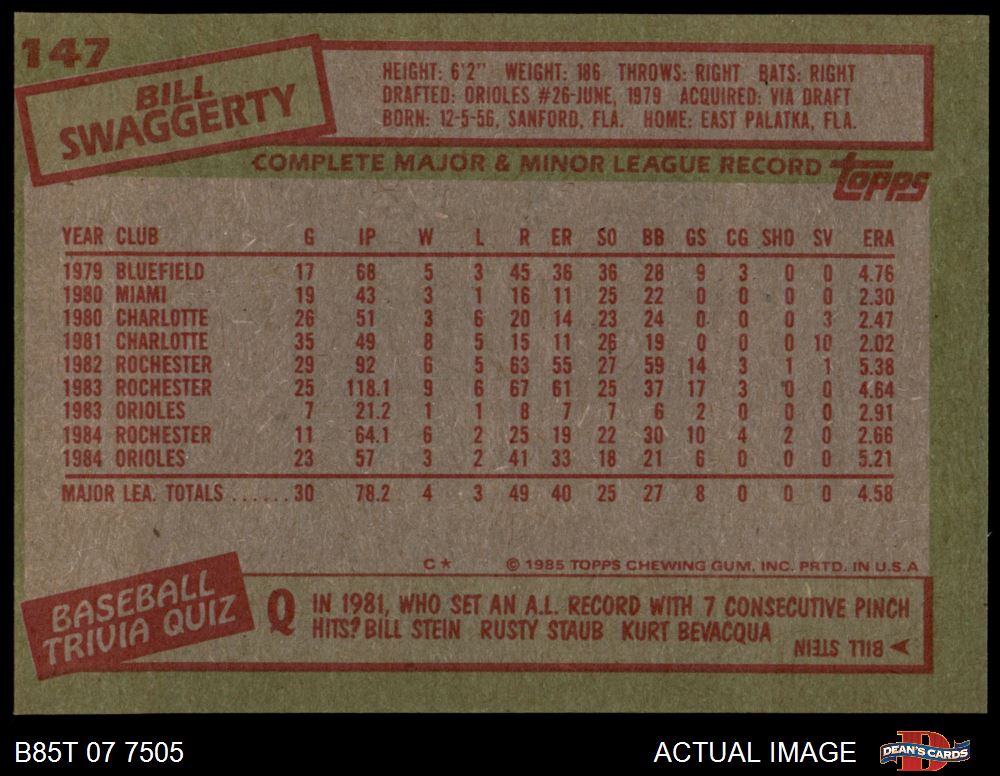 147
BILL
SWAGGERTY
HEIGHT: 6'2" WEIGHT: 186 THROWS: RIGHT BATS: RIGHT
DRAFTED: ORIOLES #26-JUNE, 1979 ACQUIRED: VIA DRAFT
BORN: 12-5-56, SANFORD, FLA. HOME: EAST PALATKA, FLA.
COMPLETE MAJOR & MINOR LEAGUE RECORD topps
YEAR CLUB G IP W L R ER SO BB GS CG SHO SV ERA
1979 BLUEFIELD 17 68 5 3 45 36 36 28 9 3 0 0 4.76
1980 MIAMI 19 43 3 1 16 11 25 22 0 0 0 0 2.30
1980 CHARLOTTE 26 51 3 6 20 14 23 24 0 0 0 3 2.47
1981 CHARLOTTE 35 49 8 5 15 11 26 19 0 0 0 10 2.02
1982 ROCHESTER 29 92 6 5 63 55 27 59 14 3 1 1 5.38
1983 ROCHESTER 25 118.1 9 6 67 61 25 37 17 3 0 0 4.64
1983 ORIOLES 7 21.2 1 1 8 7 7 6 2 0 0 0 2.91
1984 ROCHESTER 11 64.1 6 2 25 19 22 30 10 4 2 0 2.66
1984 ORIOLES 23 57 3 2 41 33 18 21 6 0 0 0 5.21
MAJOR LEA. TOTALS ......30 78.2 4 3 49 40 25 27 8 0 0 0 4.58
C* © 1985 TOPPS CHEWING GUM, INC. PRTD. IN U.S.A
BASEBALL
TRIVIA QUIZ
Q IN 1981, WHO SET AN A.L. RECORD WITH 7 CONSECUTIVE PINCH
HITS? BILL STEIN RUSTY STAUB KURT BEVACQUA
BILL STEIN
B85T 07 7505 ACTUAL IMAGE DEAN'S CARDS